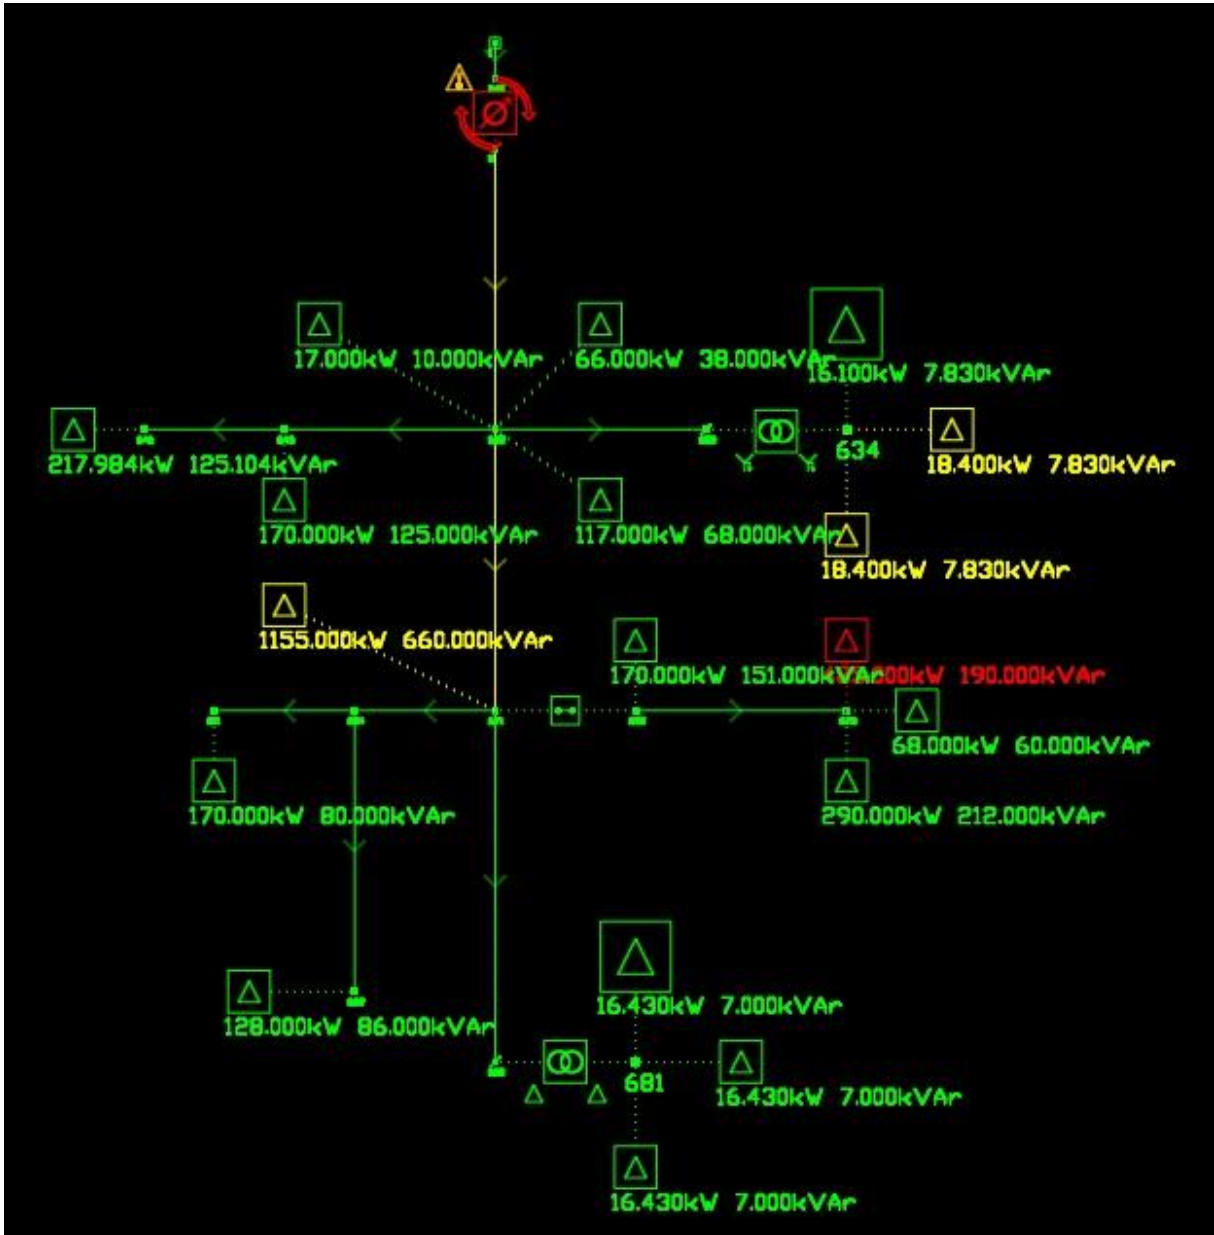 17.000kW 10.000kVAr
66.000kW 38.000kVAr
16.100kW 7.830kVAr
634
217.984kW 125.104kVAr
18.400kW 7.830kVAr
170.000kW 125.000kVAr
117.000kW 68.000kVAr
18.400kW 7.830kVAr
1155.000kW 660.000kVAr
170.000kW 151.000kVAr
190.000kVAr
68.000kW 60.000kVAr
170.000kW 80.000kVAr
290.000kW 212.000kVAr
16.430kW 7.000kVAr
128.000kW 86.000kVAr
681
16.430kW 7.000kVAr
16.430kW 7.000kVAr